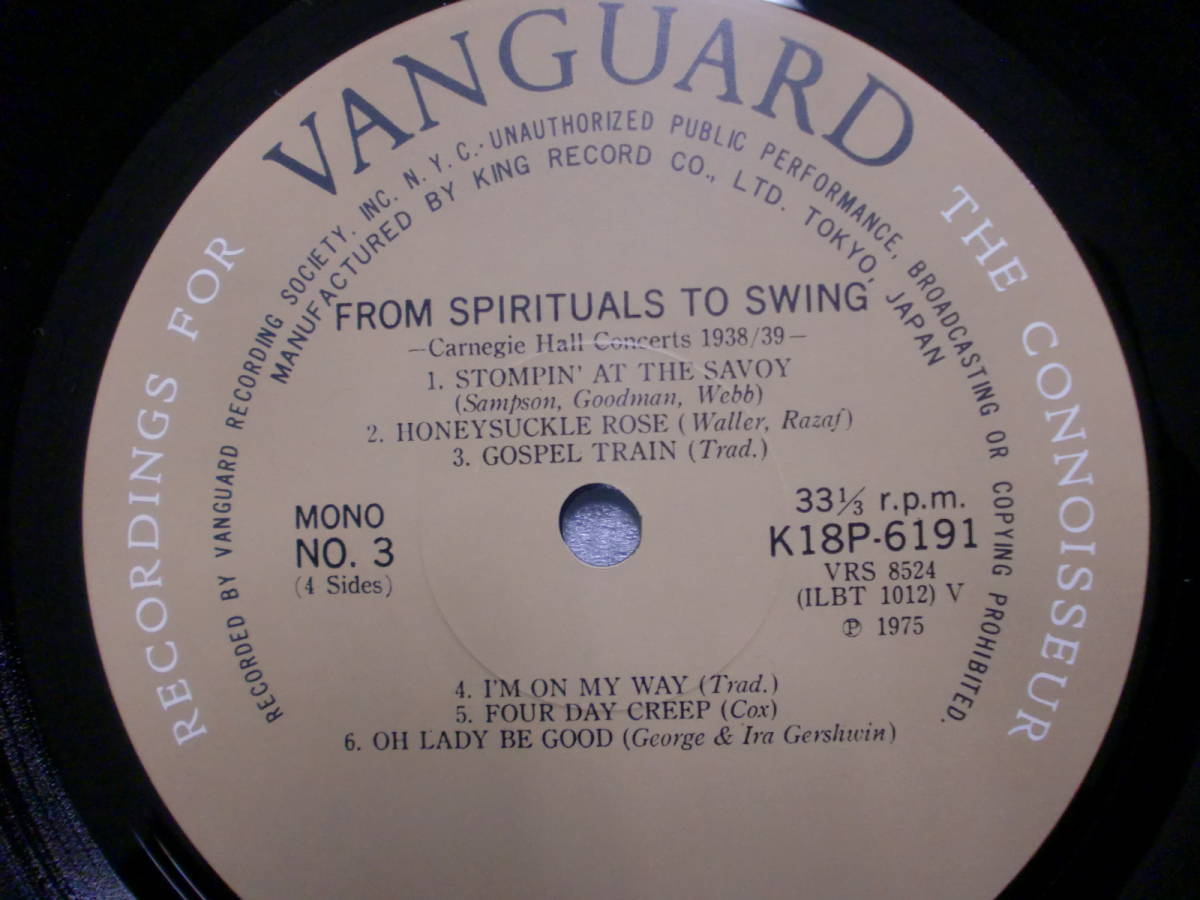 VANGUARD
RECORDINGS FOR THE CONNOISSEUR
RECORDED BY VANGUARD RECORDING SOCIETY. INC. N.Y.C.·UNAUTHORIZED PUBLIC PERFORMANCE, BROADCASTING OR COPYING PROHIBITED.
MANUFACTURED BY KING RECORD CO., LTD. TOKYO, JAPAN
FROM SPIRITUALS TO SWING
—Carnegie Hall Concerts 1938/39—
1. STOMPIN' AT THE SAVOY
(Sampson, Goodman, Webb)
2. HONEYSUCKLE ROSE (Waller, Razaf)
3. GOSPEL TRAIN (Trad.)
MONO
NO. 3
(4 Sides)
33⅓ r.p.m.
K18P-6191
VRS 8524
(ILBT 1012) V
℗ 1975
4. I'M ON MY WAY (Trad.)
5. FOUR DAY CREEP (Cox)
6. OH LADY BE GOOD (George & Ira Gershwin)